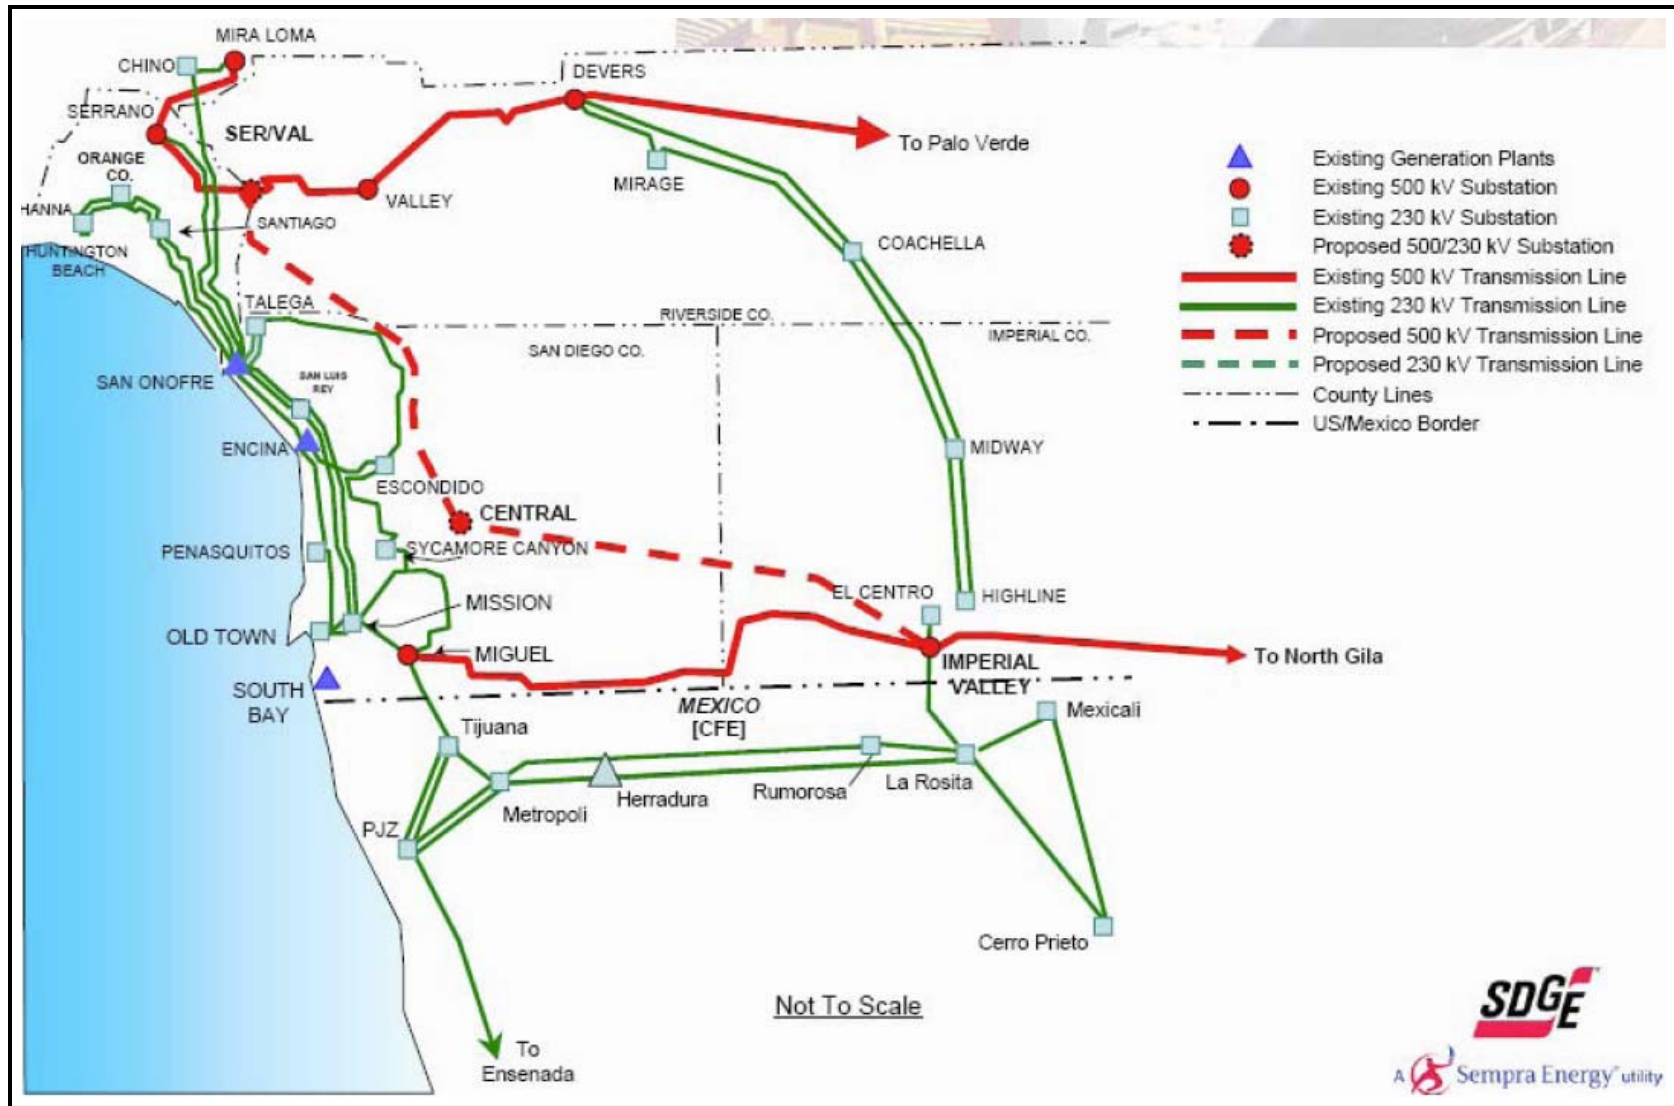 MIRA LOMA
CHINO
DEVERS
SERRANO
SER/VAL
To Palo Verde
ORANGE
CO.
MIRAGE
VALLEY
HANNA
SANTIAGO
HUNTINGTON
BEACH
COACHELLA
TALEGA
RIVERSIDE CO.
IMPERIAL CO.
SAN DIEGO CO.
SAN ONOFRE
SAN LUIS
REY
ENCINA
MIDWAY
ESCONDIDO
CENTRAL
PENASQUITOS
SYCAMORE CANYON
EL CENTRO
HIGHLINE
MISSION
OLD TOWN
MIGUEL
To North Gila
IMPERIAL
VALLEY
SOUTH
BAY
MEXICO
[CFE]
Mexicali
Tijuana
La Rosita
Rumorosa
Herradura
Metropoli
PJZ
Cerro Prieto
Not To Scale
To
Ensenada
Existing Generation Plants
Existing 500 kV Substation
Existing 230 kV Substation
Proposed 500/230 kV Substation
Existing 500 kV Transmission Line
Existing 230 kV Transmission Line
Proposed 500 kV Transmission Line
Proposed 230 kV Transmission Line
County Lines
US/Mexico Border
SDGE
A Sempra Energy utility